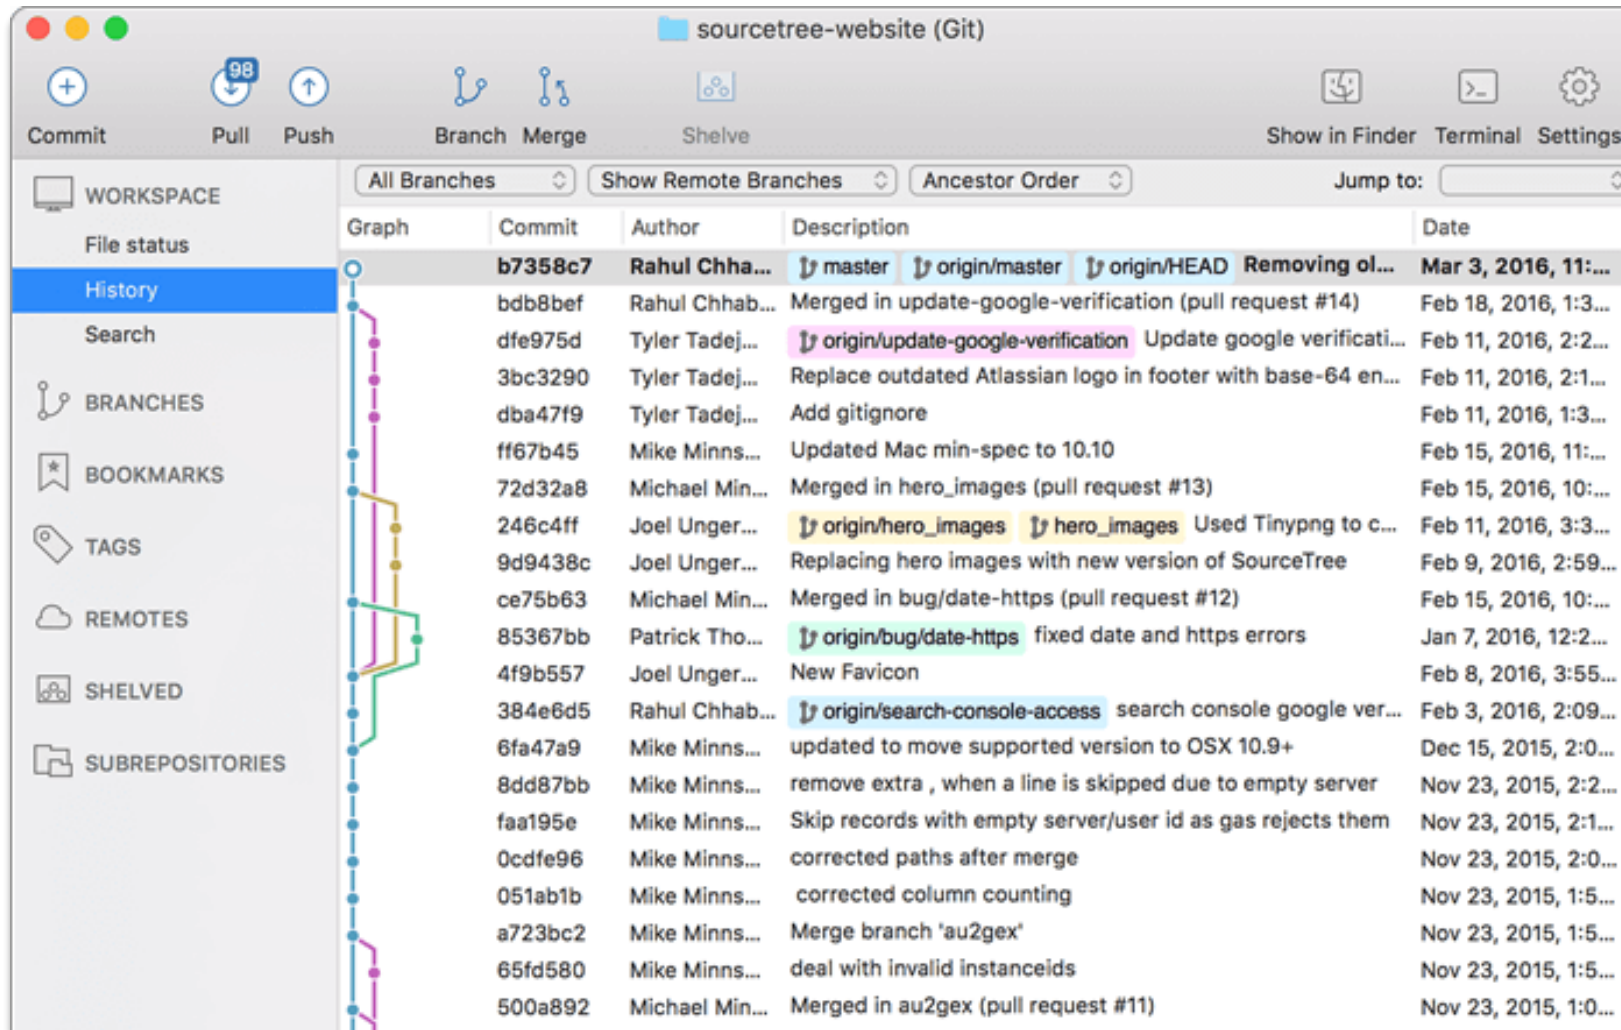 sourcetree-website (Git)
98
Commit Pull Push Branch Merge Shelve Show in Finder Terminal Settings
WORKSPACE
File status
History
Search
BRANCHES
BOOKMARKS
TAGS
REMOTES
SHELVED
SUBREPOSITORIES
All Branches Show Remote Branches Ancestor Order Jump to:
Graph Commit Author Description Date
b7358c7 Rahul Chha... master origin/master origin/HEAD Removing ol... Mar 3, 2016, 11:...
bdb8bef Rahul Chhab... Merged in update-google-verification (pull request #14) Feb 18, 2016, 1:3...
dfe975d Tyler Tadej... origin/update-google-verification Update google verificati... Feb 11, 2016, 2:2...
3bc3290 Tyler Tadej... Replace outdated Atlassian logo in footer with base-64 en... Feb 11, 2016, 2:1...
dba47f9 Tyler Tadej... Add gitignore Feb 11, 2016, 1:3...
ff67b45 Mike Minns... Updated Mac min-spec to 10.10 Feb 15, 2016, 11:...
72d32a8 Michael Min... Merged in hero_images (pull request #13) Feb 15, 2016, 10:...
246c4ff Joel Unger... origin/hero_images hero_images Used Tinypng to c... Feb 11, 2016, 3:3...
9d9438c Joel Unger... Replacing hero images with new version of SourceTree Feb 9, 2016, 2:59...
ce75b63 Michael Min... Merged in bug/date-https (pull request #12) Feb 15, 2016, 10:...
85367bb Patrick Tho... origin/bug/date-https fixed date and https errors Jan 7, 2016, 12:2...
4f9b557 Joel Unger... New Favicon Feb 8, 2016, 3:55...
384e6d5 Rahul Chhab... origin/search-console-access search console google ver... Feb 3, 2016, 2:09...
6fa47a9 Mike Minns... updated to move supported version to OSX 10.9+ Dec 15, 2015, 2:0...
8dd87bb Mike Minns... remove extra , when a line is skipped due to empty server Nov 23, 2015, 2:2...
faa195e Mike Minns... Skip records with empty server/user id as gas rejects them Nov 23, 2015, 2:1...
0cdfe96 Mike Minns... corrected paths after merge Nov 23, 2015, 2:0...
051ab1b Mike Minns... corrected column counting Nov 23, 2015, 1:5...
a723bc2 Mike Minns... Merge branch 'au2gex' Nov 23, 2015, 1:5...
65fd580 Mike Minns... deal with invalid instanceids Nov 23, 2015, 1:5...
500a892 Michael Min... Merged in au2gex (pull request #11) Nov 23, 2015, 1:0...